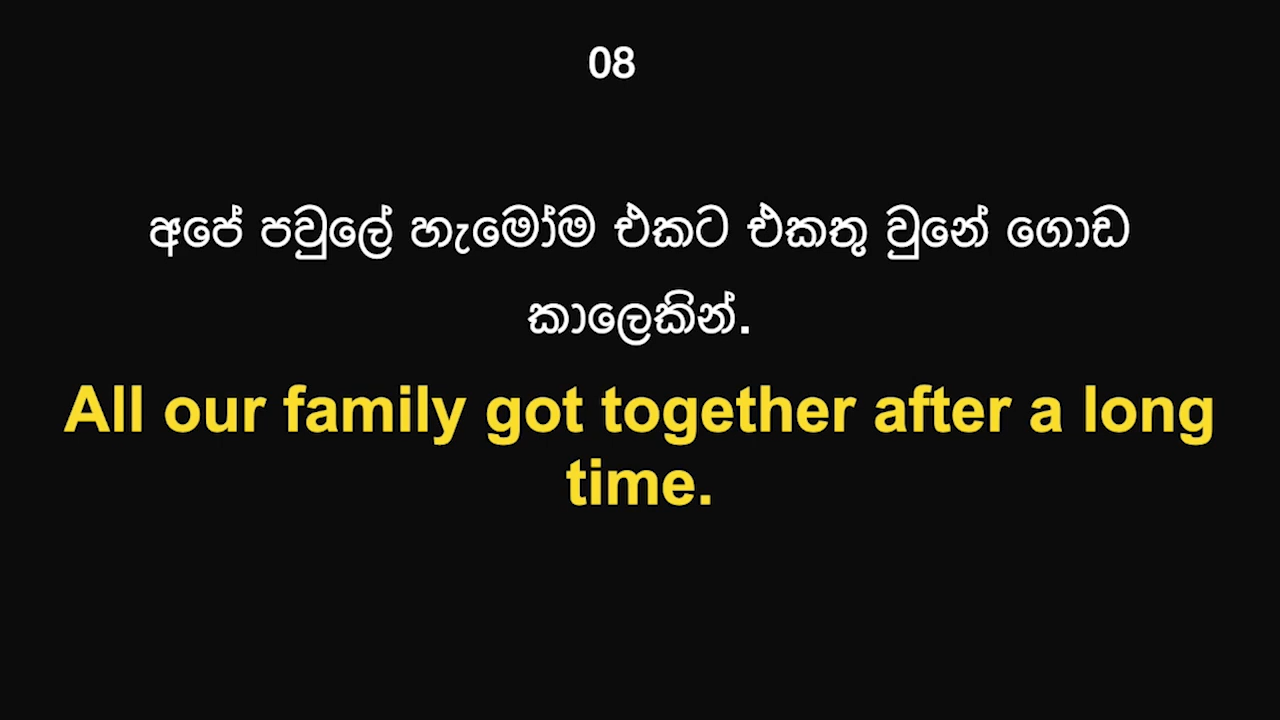 08
අපේ පවුලේ හැමෝම එකට එකතු වුනේ ගොඩ
කාලෙකින්.
All our family got together after a long
time.